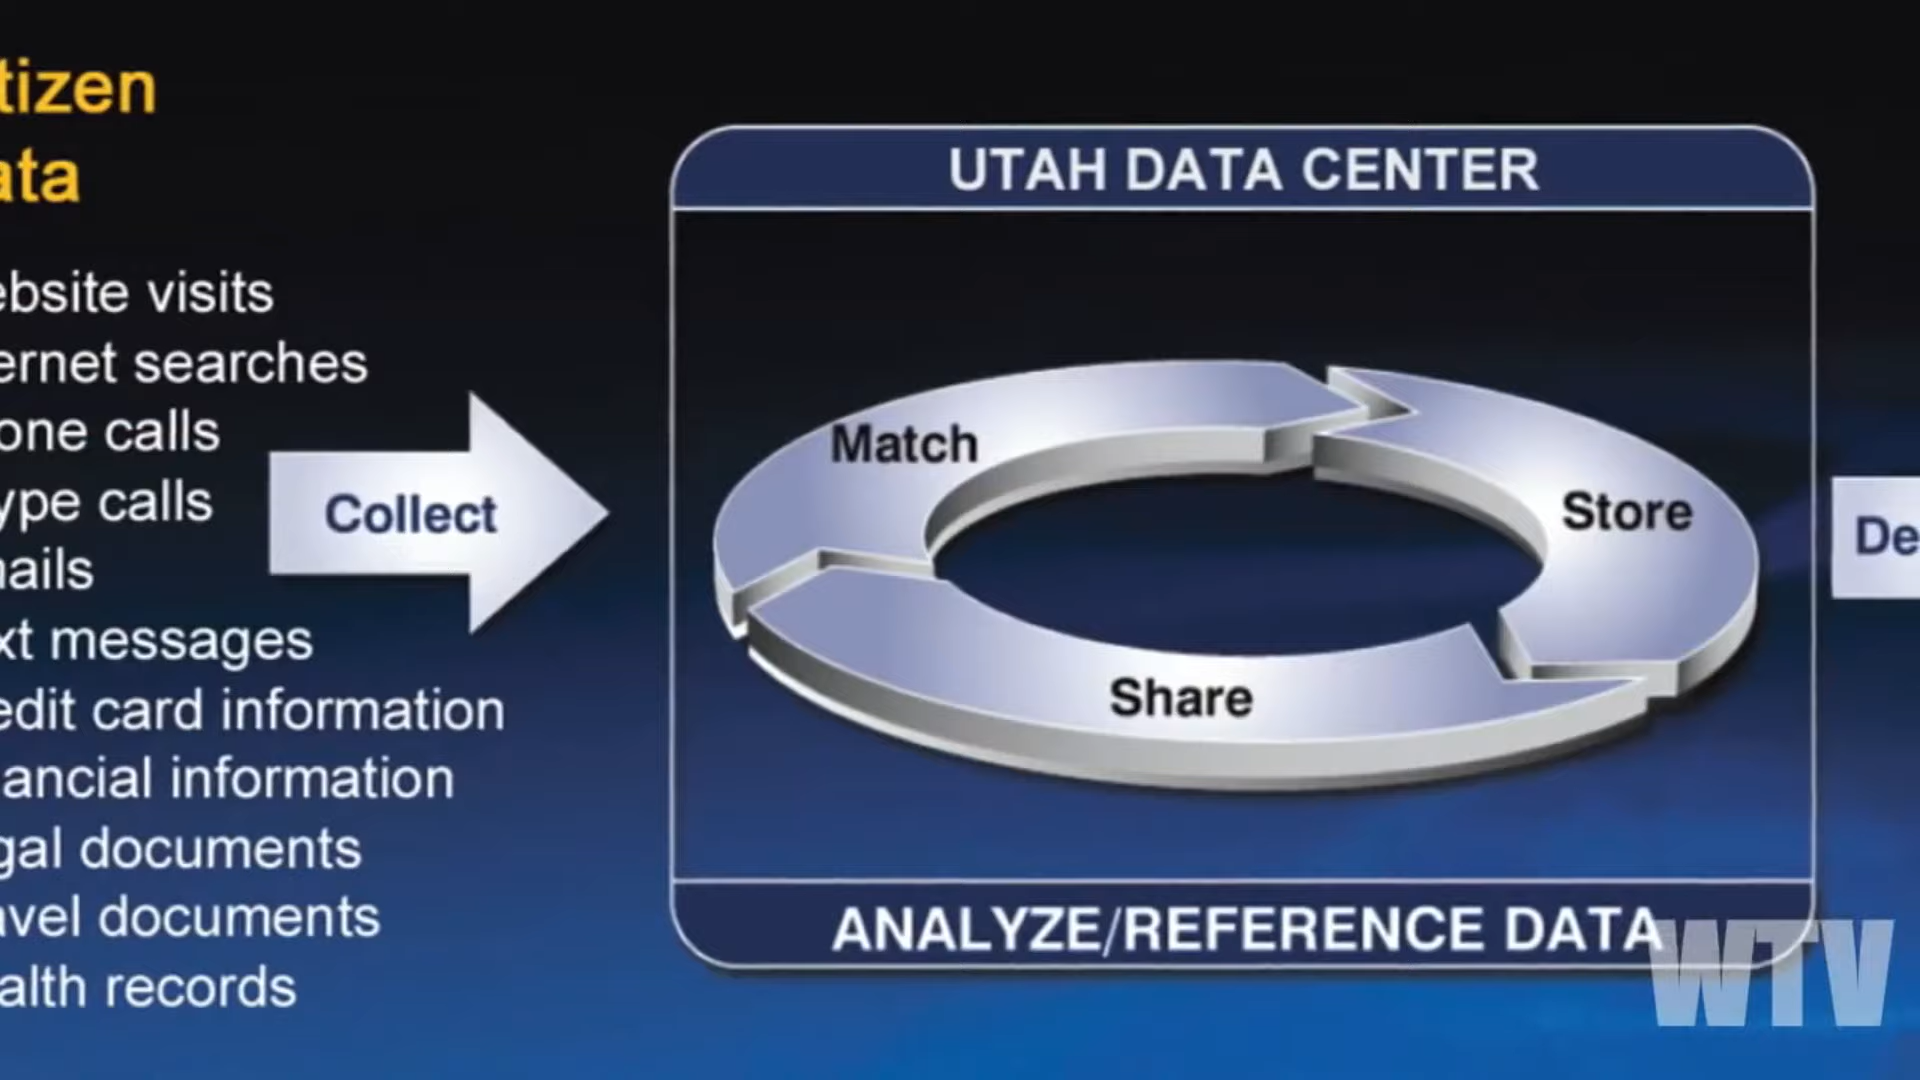 tizen
ata
ebsite visits
ernet searches
one calls
ype calls
ails
xt messages
edit card information
ancial information
gal documents
avel documents
alth records
Collect
UTAH DATA CENTER
Match
Store
Share
ANALYZE/REFERENCE DATA
De
WTV